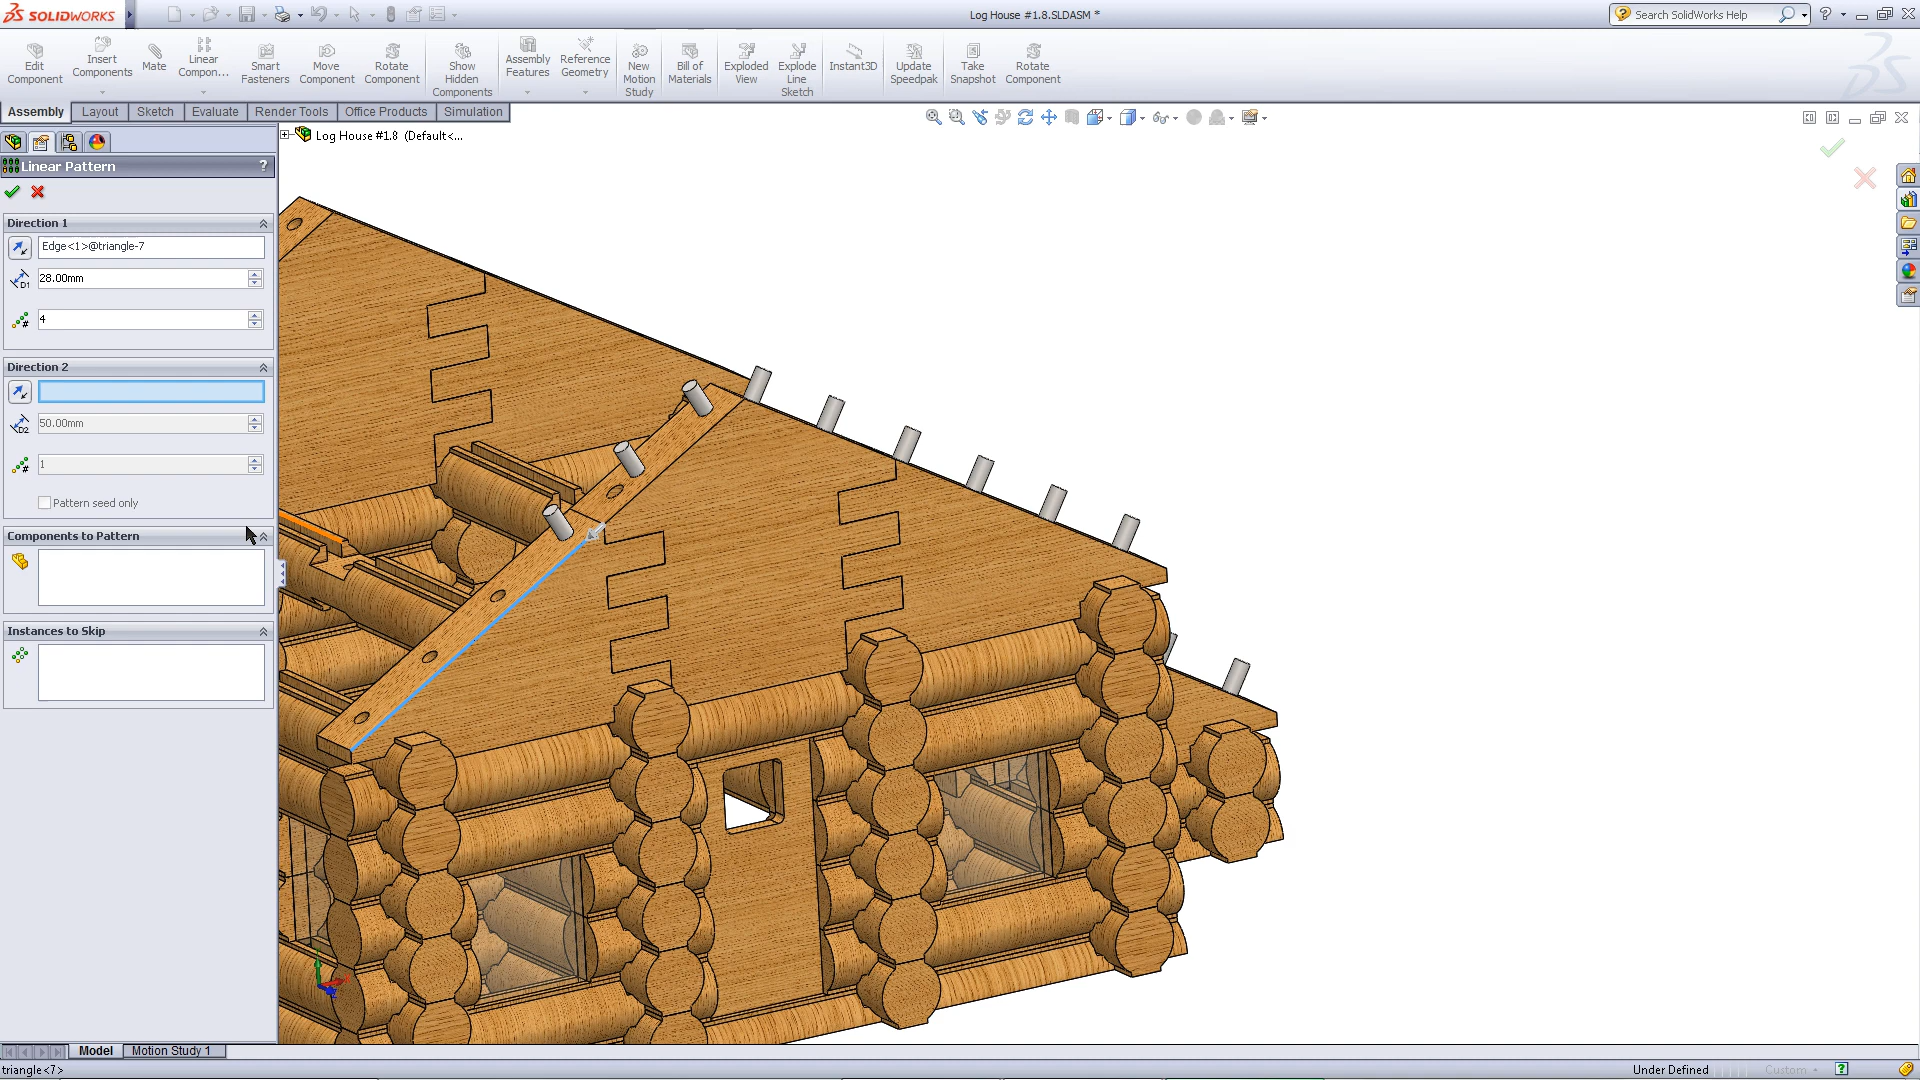 SOLIDWORKS
Log House #1.8.SLDASM *
Search SolidWorks Help
Edit Component
Insert Components
Mate
Linear Compon...
Smart Fasteners
Move Component
Rotate Component
Show Hidden Components
Assembly Features
Reference Geometry
New Motion Study
Bill of Materials
Exploded View
Explode Line Sketch
Instant3D
Update Speedpak
Take Snapshot
Rotate Component
Assembly
Layout
Sketch
Evaluate
Render Tools
Office Products
Simulation
Log House #1.8 (Default<...
Linear Pattern
?
Direction 1
Edge<1>@triangle-7
D1
28.00mm
#
4
Direction 2
D2
50.00mm
#
1
Pattern seed only
Components to Pattern
Instances to Skip
Model
Motion Study 1
triangle<7>
Under Defined
Custom